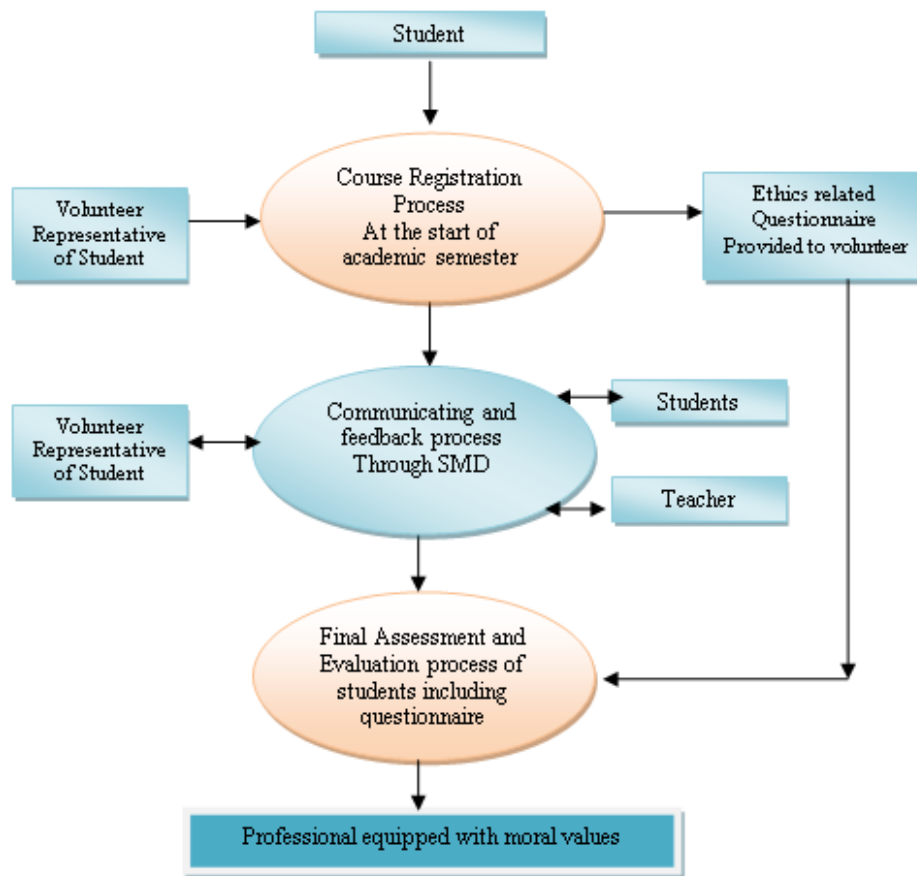 Student
Course Registration
Process
At the start of
academic semester
Volunteer
Representative
of Student
Ethics related
Questionnaire
Provided to volunteer
Communicating and
feedback process
Through SMD
Volunteer
Representative
of Student
Students
Teacher
Final Assessment and
Evaluation process of
students including
questionnaire
Professional equipped with moral values